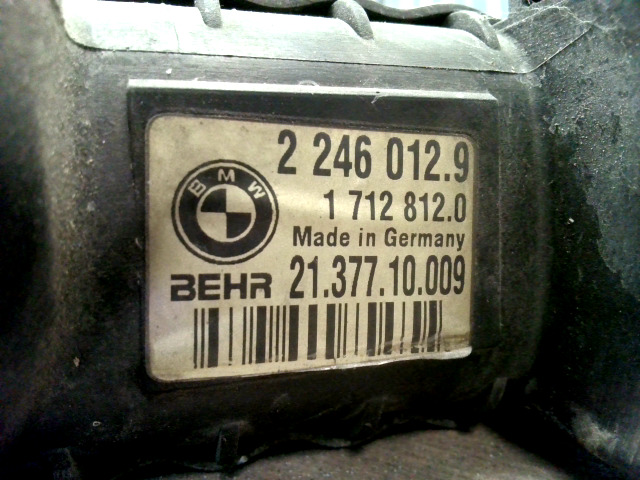 2 246 012.9
1 712 812.0
BMW
Made in Germany
BEHR 21.377.10.009